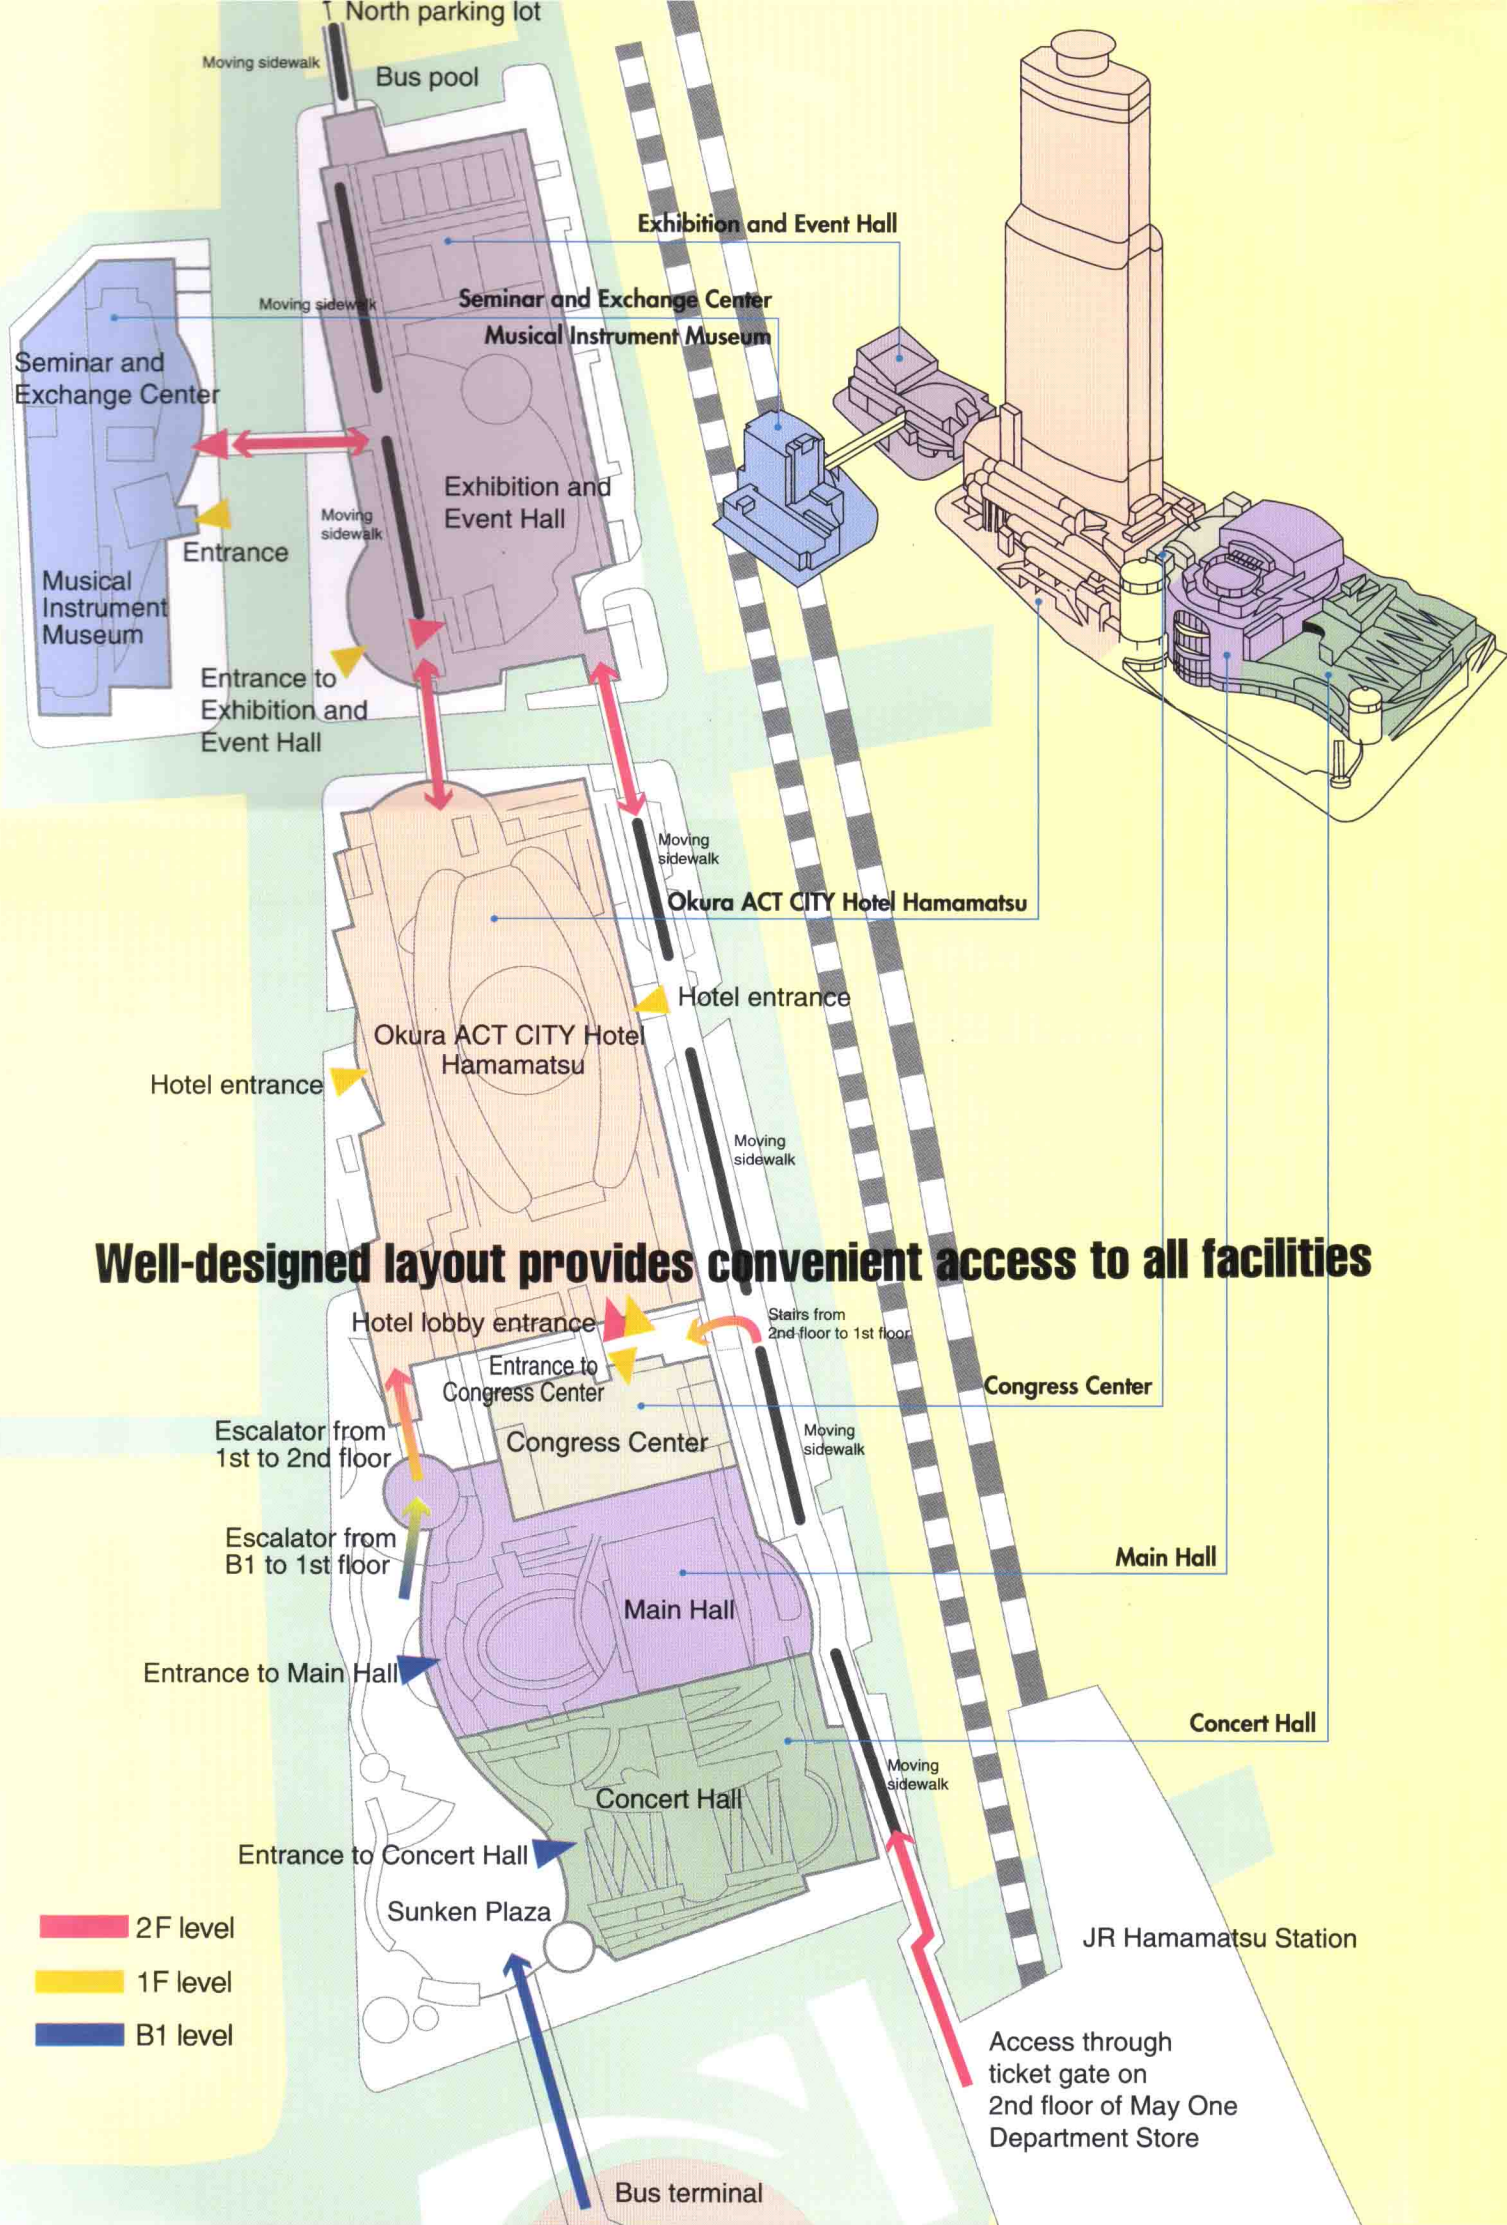 North parking lot
Moving sidewalk
Bus pool
Exhibition and Event Hall
Moving sidewalk
Seminar and Exchange Center
Musical Instrument Museum
Seminar and
Exchange Center
Exhibition and
Event Hall
Moving
sidewalk
Entrance
Musical
Instrument
Museum
Entrance to
Exhibition and
Event Hall
Moving
sidewalk
Okura ACT CITY Hotel Hamamatsu
Hotel entrance
Okura ACT CITY Hotel
Hamamatsu
Hotel entrance
Moving
sidewalk
Well-designed layout provides convenient access to all facilities
Hotel lobby entrance
Stairs from
2nd floor to 1st floor
Entrance to
Congress Center
Congress Center
Escalator from
1st to 2nd floor
Congress Center
Moving
sidewalk
Escalator from
B1 to 1st floor
Main Hall
Main Hall
Entrance to Main Hall
Concert Hall
Moving
sidewalk
Concert Hall
Entrance to Concert Hall
Sunken Plaza
2F level
1F level
B1 level
JR Hamamatsu Station
Access through
ticket gate on
2nd floor of May One
Department Store
Bus terminal